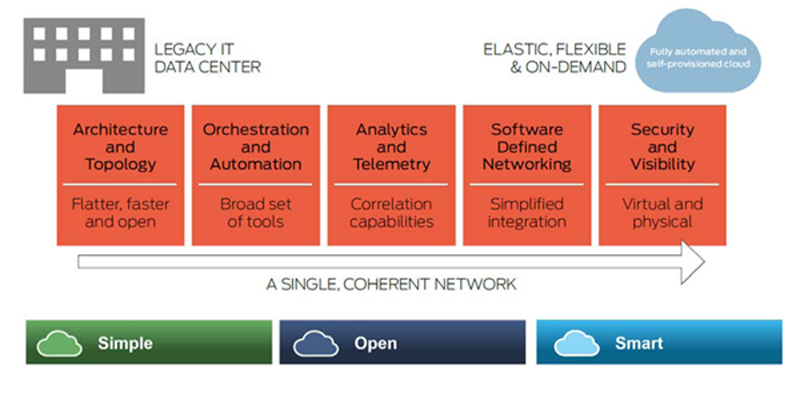 LEGACY IT
DATA CENTER
ELASTIC, FLEXIBLE
& ON-DEMAND
Fully automated and
self-provisioned cloud
Architecture
and
Topology
Flatter, faster
and open
Orchestration
and
Automation
Broad set
of tools
Analytics
and
Telemetry
Correlation
capabilities
Software
Defined
Networking
Simplified
integration
Security
and
Visibility
Virtual and
physical
A SINGLE, COHERENT NETWORK
Simple
Open
Smart